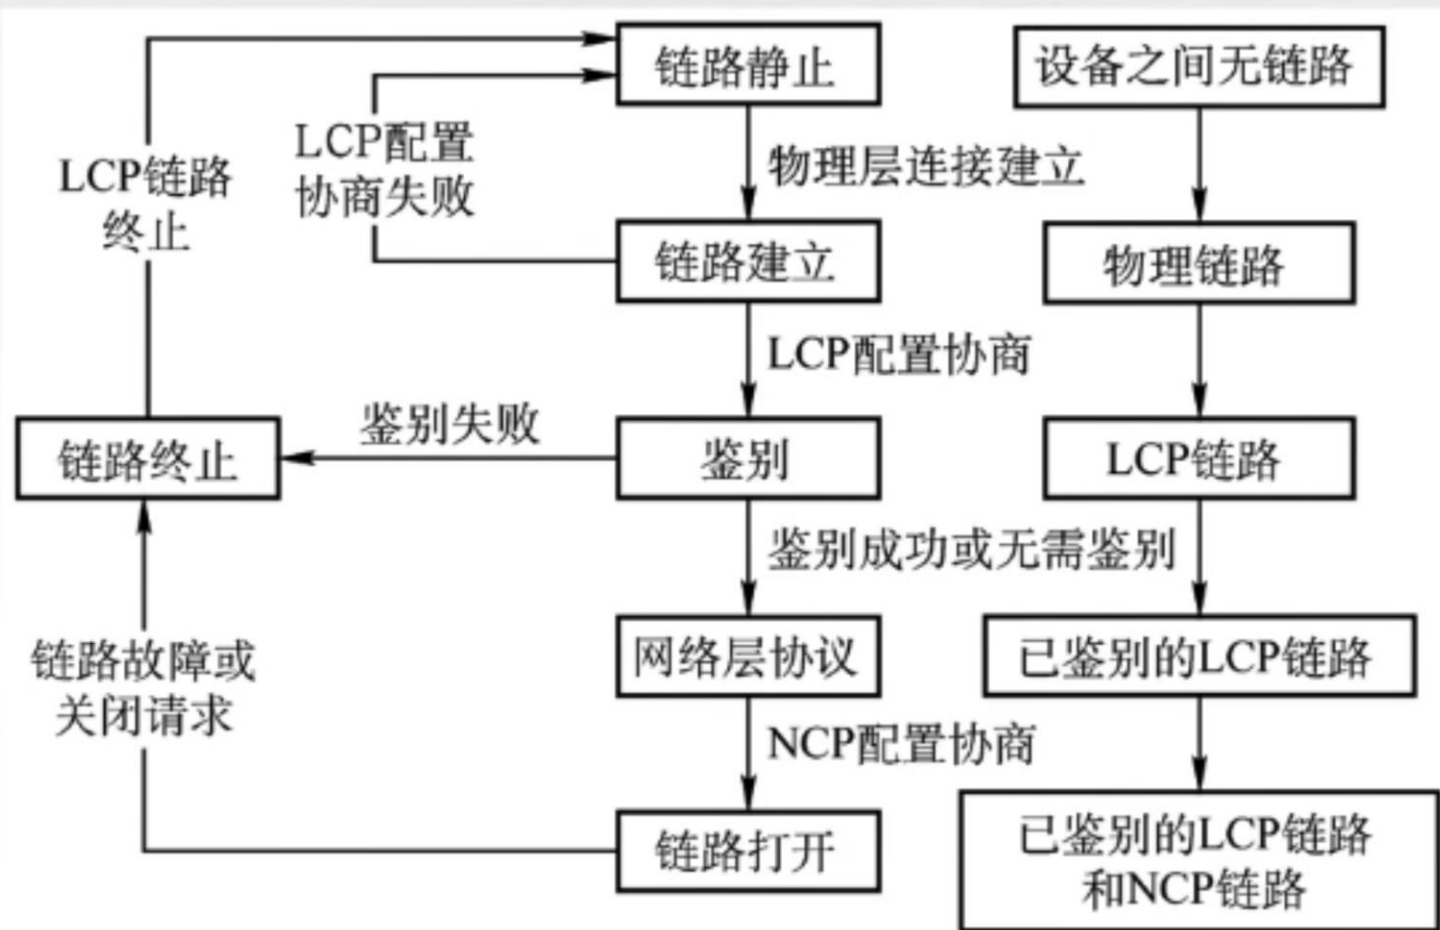 链路静止
设备之间无链路
LCP配置
协商失败
物理层连接建立
LCP链路
终止
链路建立
物理链路
LCP配置协商
鉴别失败
链路终止
鉴别
LCP链路
鉴别成功或无需鉴别
链路故障或
关闭请求
网络层协议
已鉴别的LCP链路
NCP配置协商
链路打开
已鉴别的LCP链路
和NCP链路